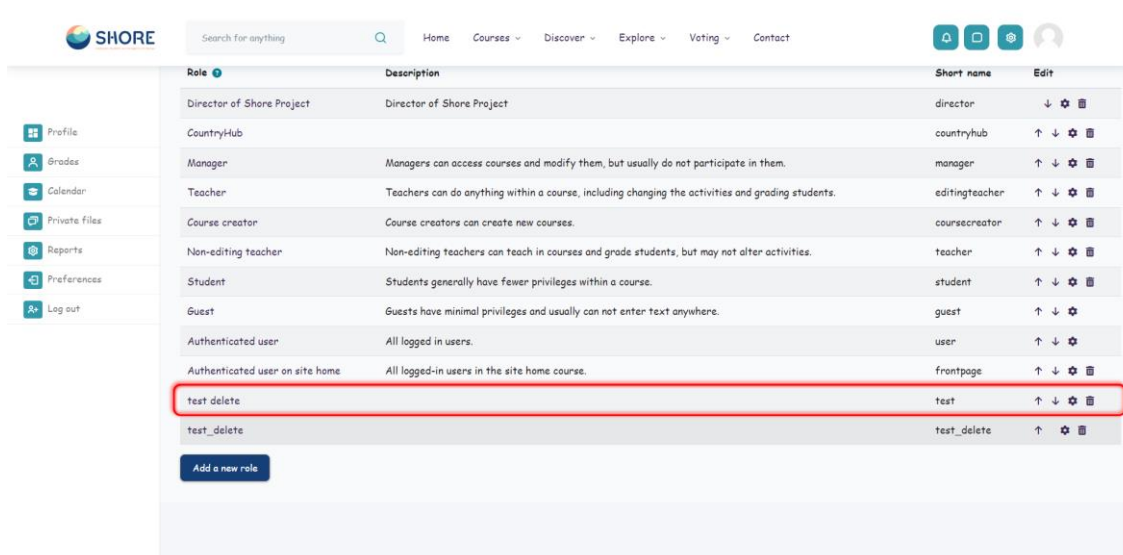 SHORE
Search for anything
Home Courses Discover Explore Voting Contact
Role Description Short name Edit
Director of Shore Project Director of Shore Project director
CountryHub countryhub
Manager Managers can access courses and modify them, but usually do not participate in them. manager
Teacher Teachers can do anything within a course, including changing the activities and grading students. editingteacher
Course creator Course creators can create new courses. coursecreator
Non-editing teacher Non-editing teachers can teach in courses and grade students, but may not alter activities. teacher
Student Students generally have fewer privileges within a course. student
Guest Guests have minimal privileges and usually can not enter text anywhere. guest
Authenticated user All logged in users. user
Authenticated user on site home All logged-in users in the site home course. frontpage
test delete test
test_delete test_delete
Add a new role
Profile
Grades
Calendar
Private files
Reports
Preferences
Log out